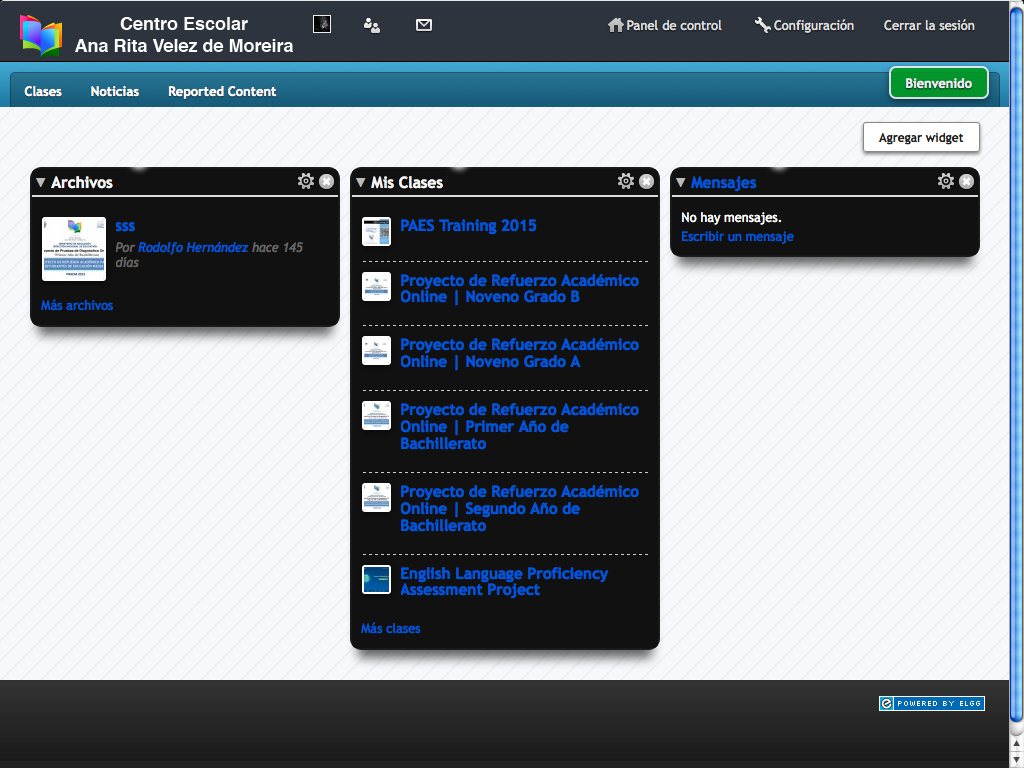 Centro Escolar
Ana Rita Velez de Moreira
Panel de control
Configuración
Cerrar la sesión
Clases
Noticias
Reported Content
Bienvenido
Agregar widget
Archivos
sss
Por Rodolfo Hernández hace 145
días
Más archivos
Mis Clases
PAES Training 2015
Proyecto de Refuerzo Académico
Online | Noveno Grado B
Proyecto de Refuerzo Académico
Online | Noveno Grado A
Proyecto de Refuerzo Académico
Online | Primer Año de
Bachillerato
Proyecto de Refuerzo Académico
Online | Segundo Año de
Bachillerato
English Language Proficiency
Assessment Project
Más clases
Mensajes
No hay mensajes.
Escribir un mensaje
POWERED BY ELGG